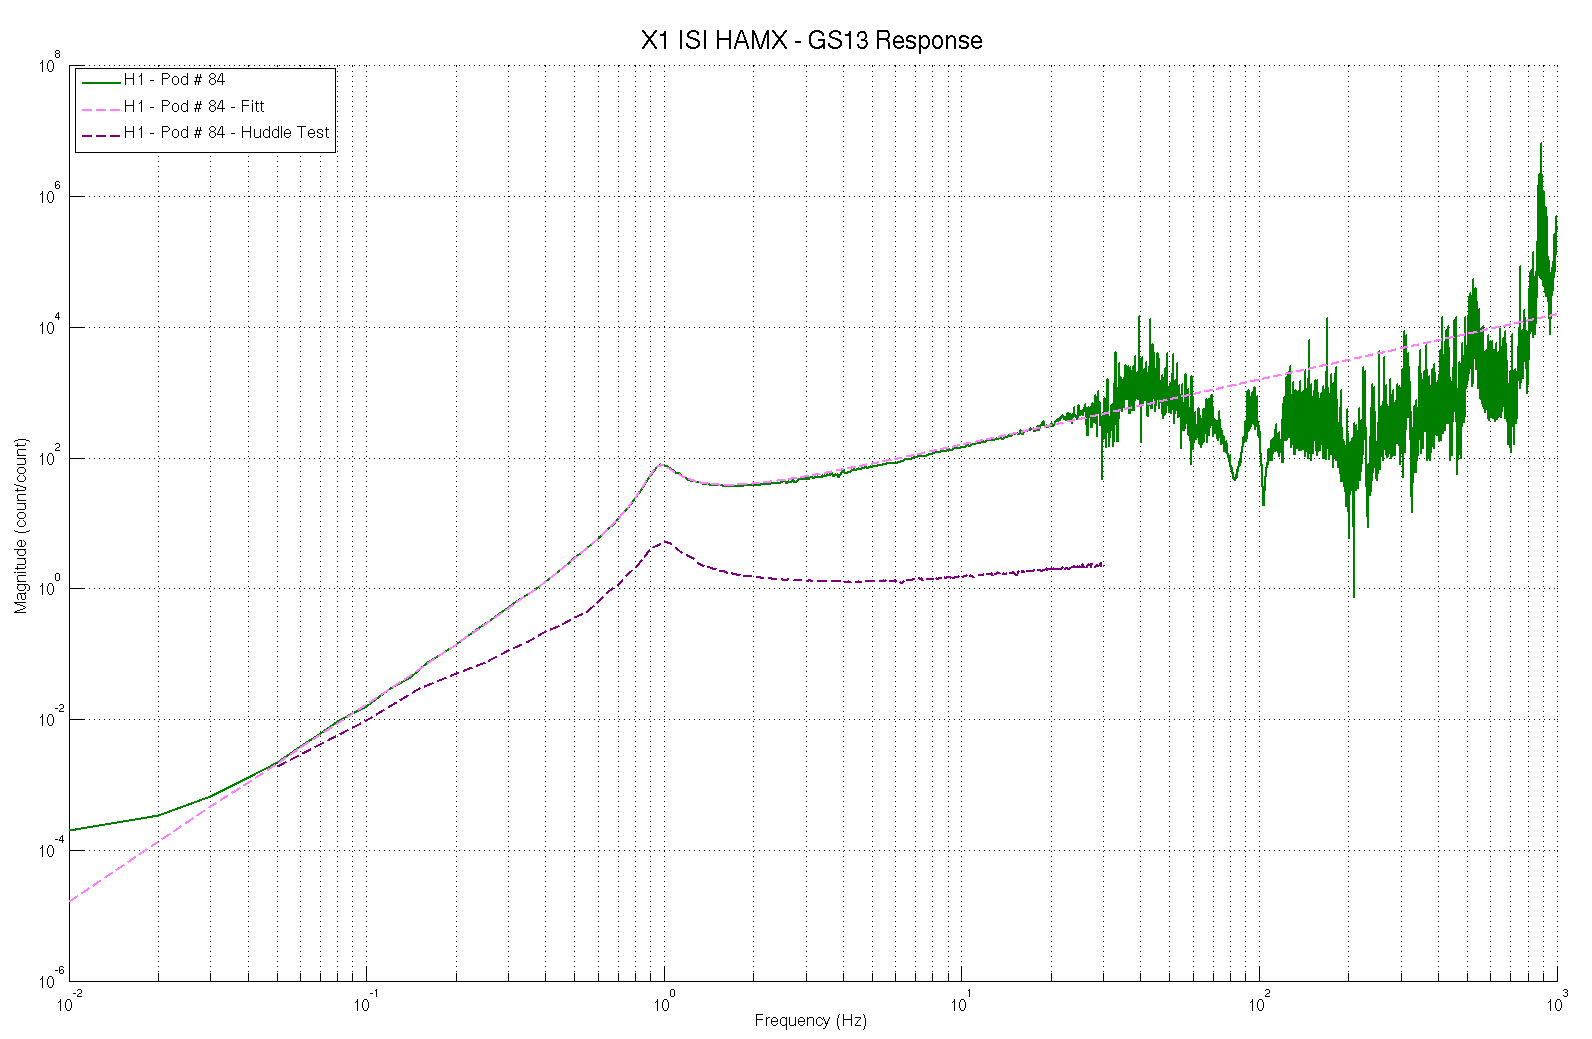 X1 ISI HAMX - GS13 Response
H1 - Pod # 84
H1 - Pod # 84 - Fitt
H1 - Pod # 84 - Huddle Test
10^8
10^6
10^4
10^2
10^0
10^-2
10^-4
10^-6
Magnitude (count/count)
10^-2
10^-1
10^0
10^1
10^2
10^3
Frequency (Hz)